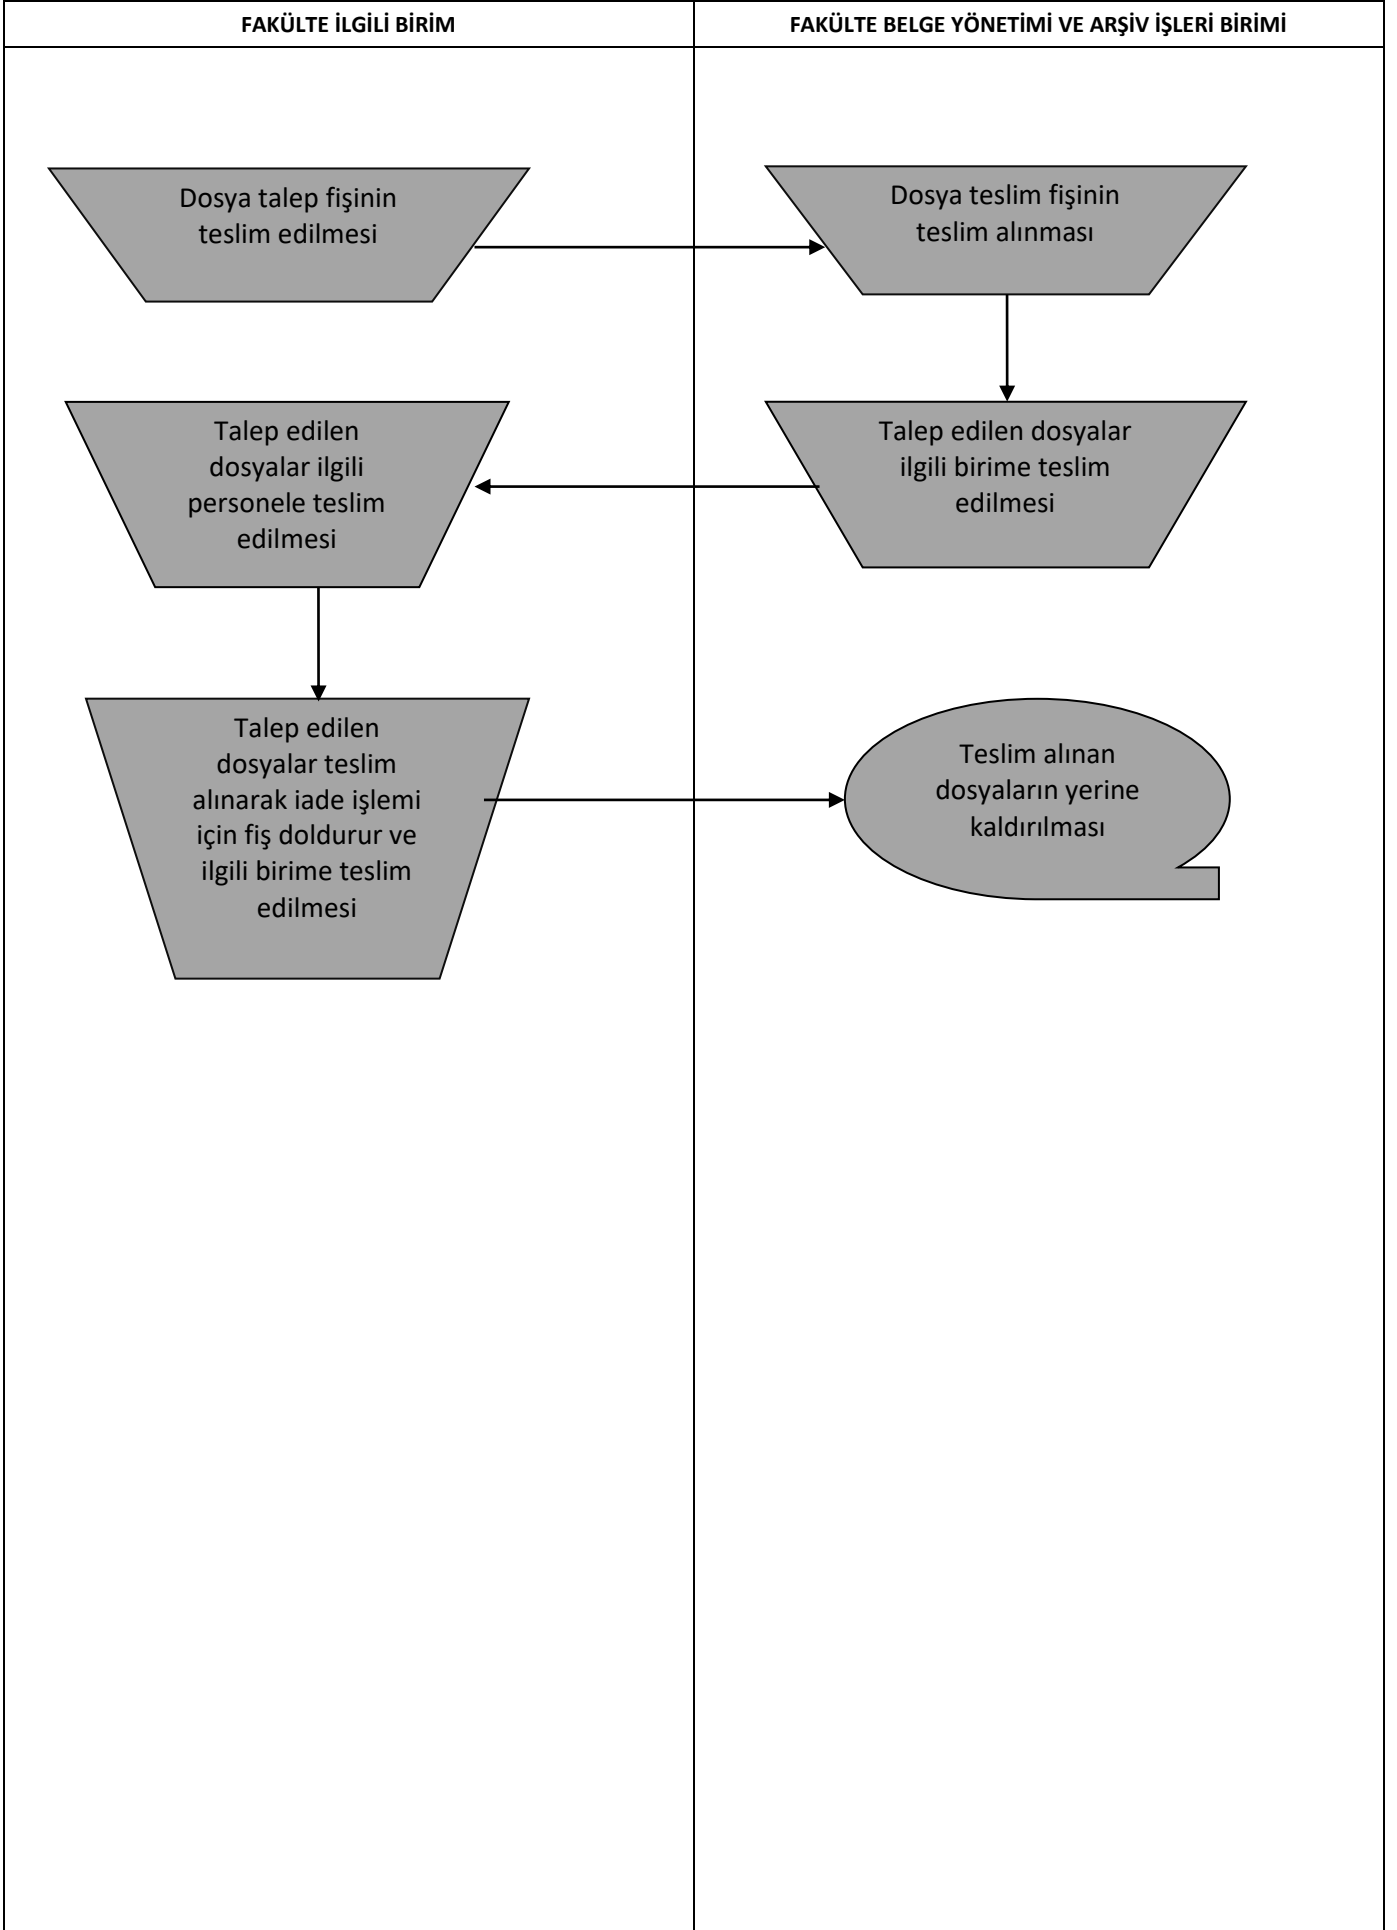 FAKÜLTE İLGİLİ BİRİM
FAKÜLTE BELGE YÖNETİMİ VE ARŞİV İŞLERİ BİRİMİ
Dosya talep fişinin
teslim edilmesi
Dosya teslim fişinin
teslim alınması
Talep edilen dosyalar
ilgili birime teslim
edilmesi
Talep edilen
dosyalar ilgili
personele teslim
edilmesi
Talep edilen
dosyalar teslim
alınarak iade işlemi
için fiş doldurur ve
ilgili birime teslim
edilmesi
Teslim alınan
dosyaların yerine
kaldırılması